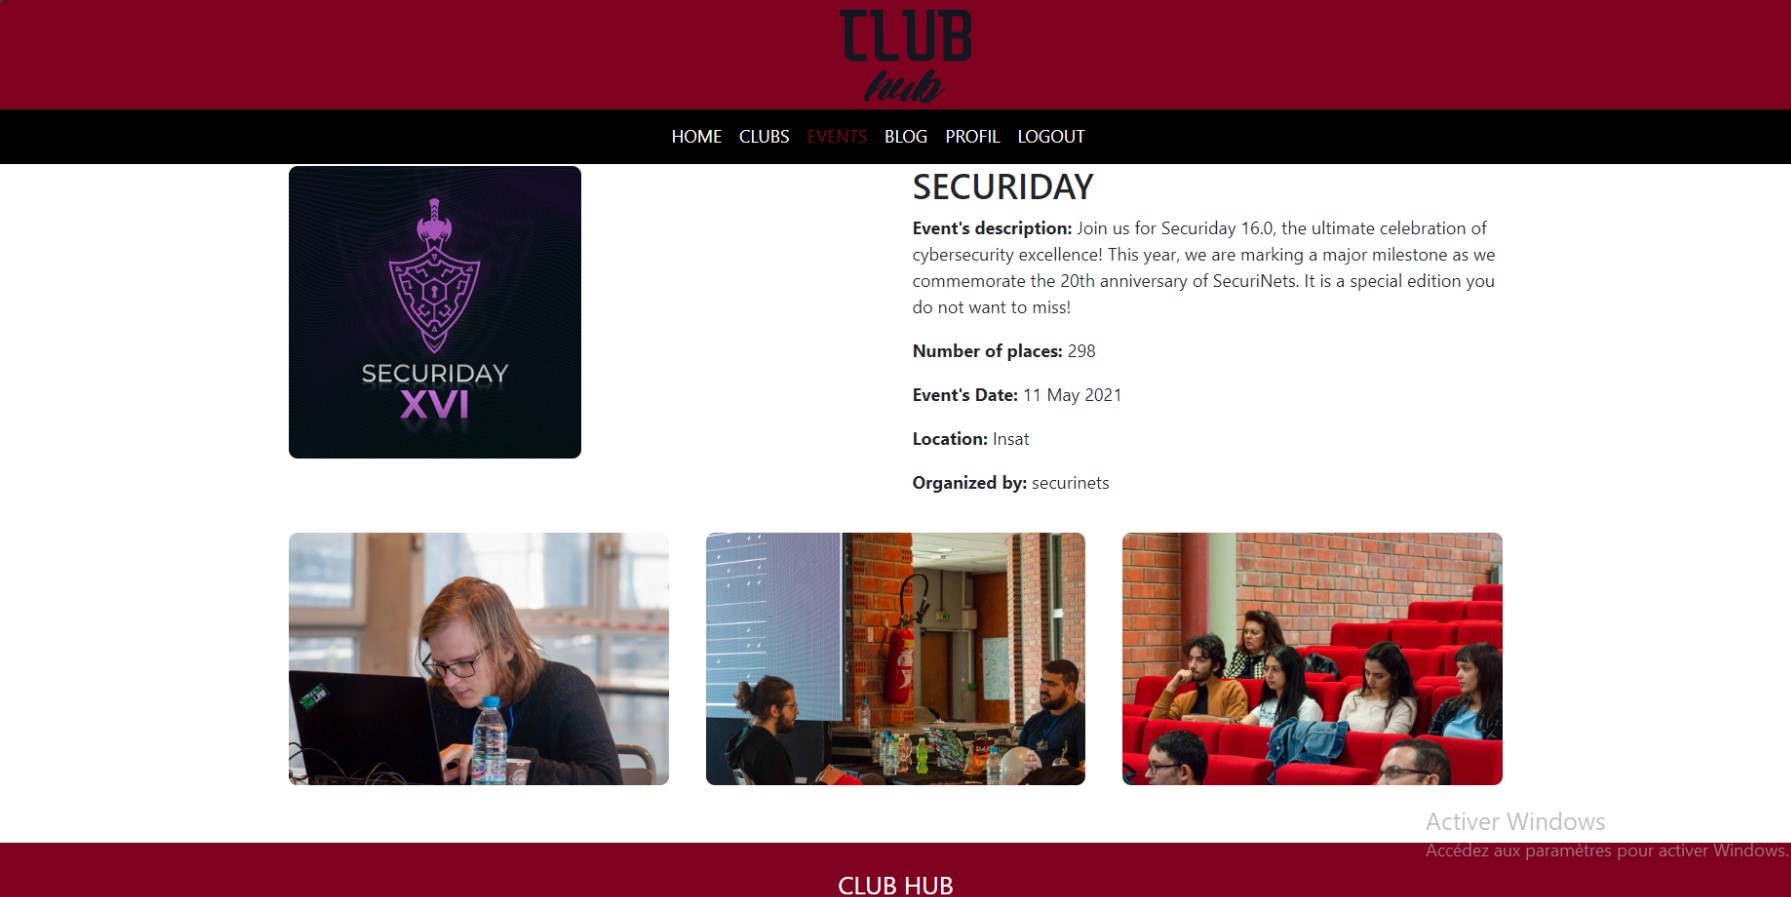 CLUB
hub
HOME CLUBS EVENTS BLOG PROFIL LOGOUT
SECURIDAY
XVI
SECURIDAY
Event's description: Join us for Securiday 16.0, the ultimate celebration of
cybersecurity excellence! This year, we are marking a major milestone as we
commemorate the 20th anniversary of SecuriNets. It is a special edition you
do not want to miss!
Number of places: 298
Event's Date: 11 May 2021
Location: Insat
Organized by: securinets
Activer Windows
Accédez aux paramètres pour activer Windows.
CLUB HUB